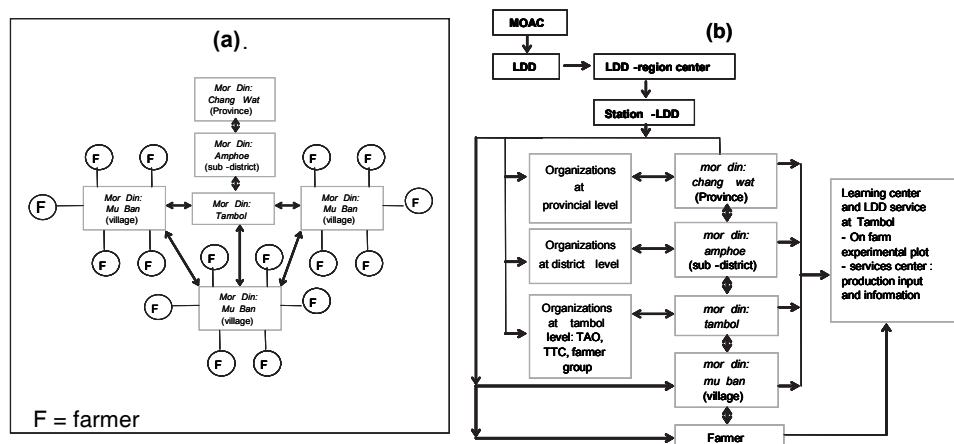 (a).
Mor Din:
Chang Wat
(Province)
Mor Din:
Amphoe
(sub -district)
F
F
F
F
F
Mor Din:
Mu Ban
(village)
Mor Din:
Tambol
Mor Din:
Mu Ban
(village)
F
F
F
F
F
F
F
Mor Din:
Mu Ban
(village)
F
F
F
F
F
F = farmer
(b)
MOAC
LDD
LDD -region center
Station -LDD
Organizations
at
provincial level
mor din:
chang wat
(Province)
Organizations
at district level
mor din:
amphoe
(sub -district)
Organizations
at tambol
level: TAO,
TTC, farmer
group
mor din:
tambol
mor din:
mu ban
(village)
Farmer
Learning center
and LDD service
at Tambol
- On farm
experimental plot
- services center :
production input
and information